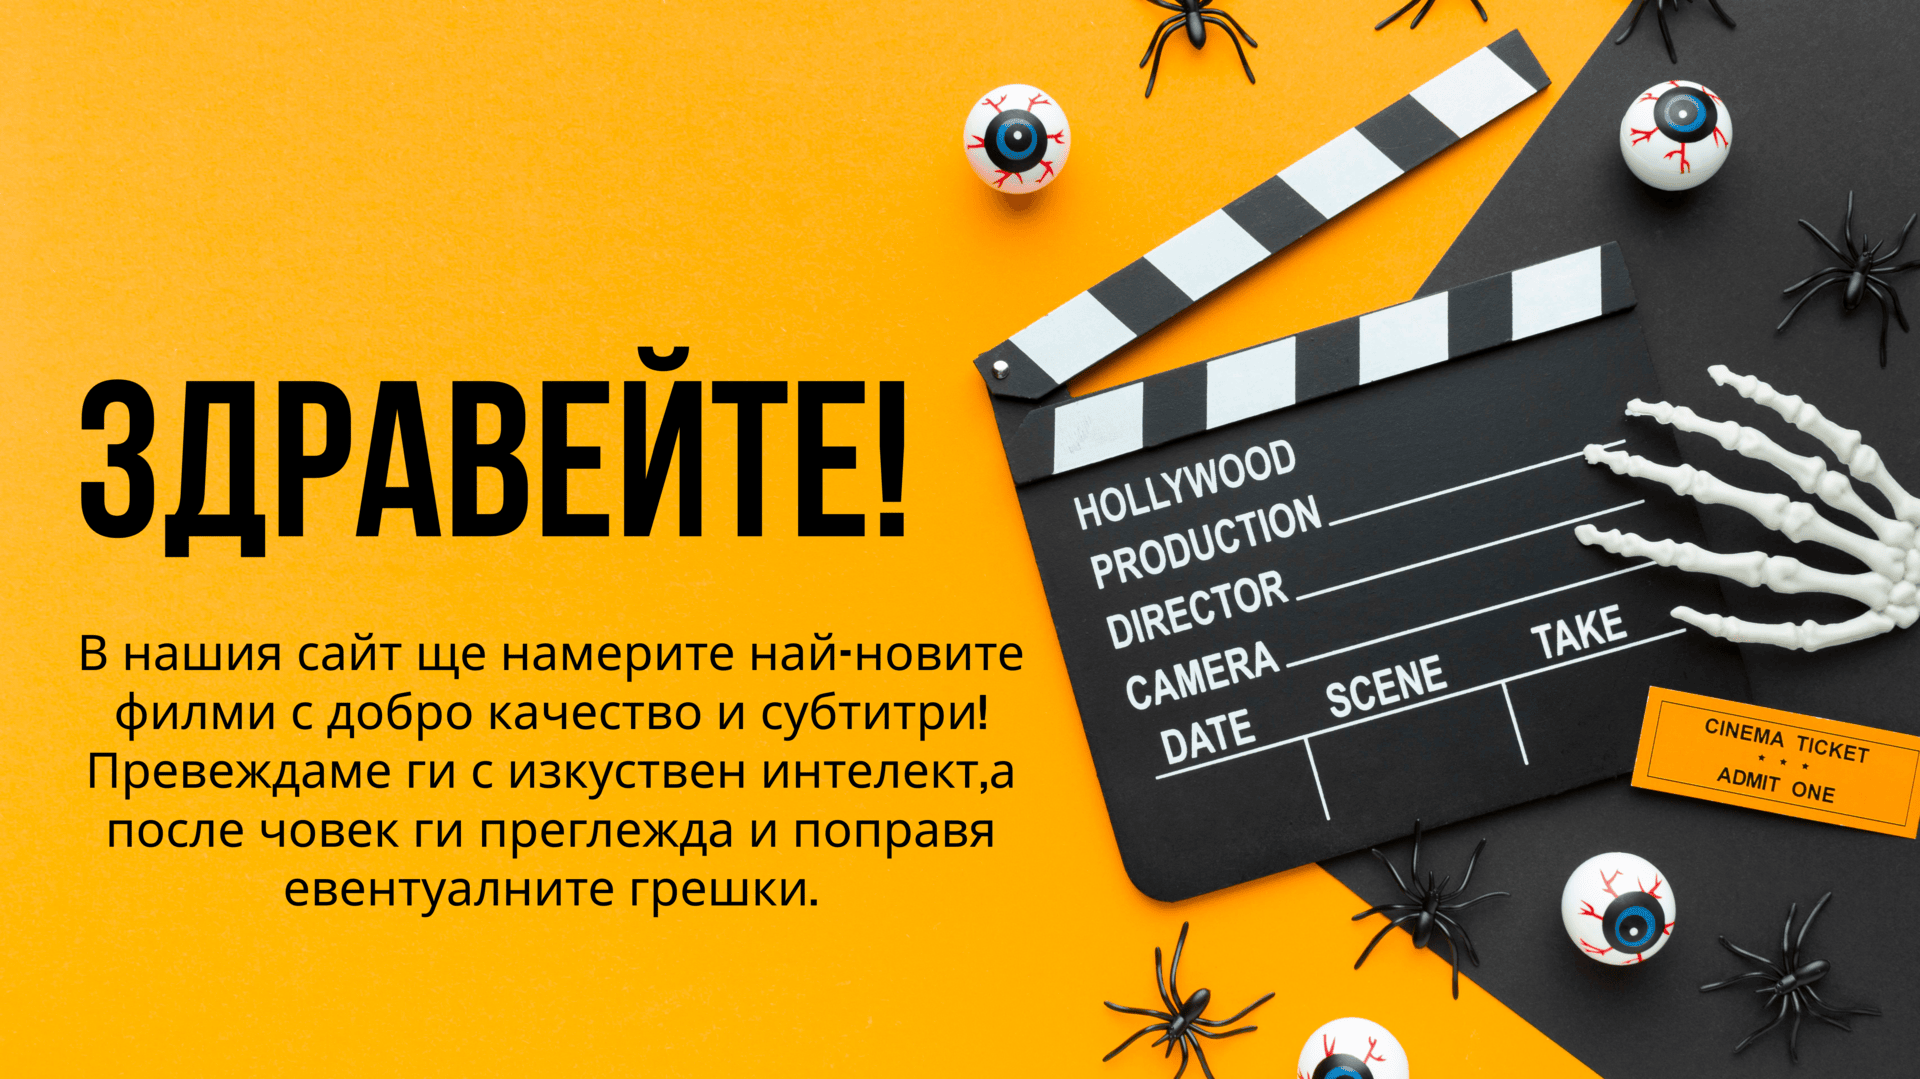 ЗДРАВЕЙТЕ!
В нашия сайт ще намерите най-новите
филми с добро качество и субтитри!
Превеждаме ги с изкуствен интелект,а
после човек ги преглежда и поправя
евентуалните грешки.
HOLLYWOOD
PRODUCTION
DIRECTOR
CAMERA
DATE SCENE TAKE
CINEMA TICKET
ADMIT ONE